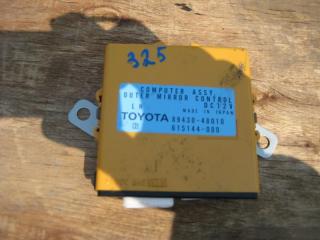 325
COMPUTER ASSY,
OUTER MIRROR CONTROL
LH DC12V
MADE IN JAPAN
TOYOTA 89430-48010
615144-000